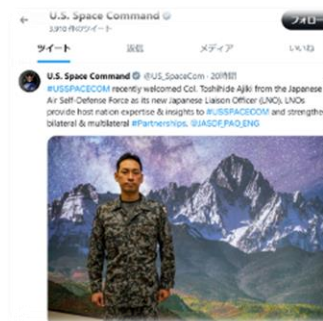 U.S. Space Command
3,910 件のツイート
フォロー
ツイート 返信 メディア いいね
U.S. Space Command @US_SpaceCom · 20時間
#USSPACECOM recently welcomed Col. Toshihide Ajiki from the Japanese
Air Self-Defense Force as its new Japanese Liaison Officer (LNO). LNOs
provide host nation expertise & insights to #USSPACECOM and strengthe
bilateral & multilateral #Partnerships. @JASDF_PAO_ENG